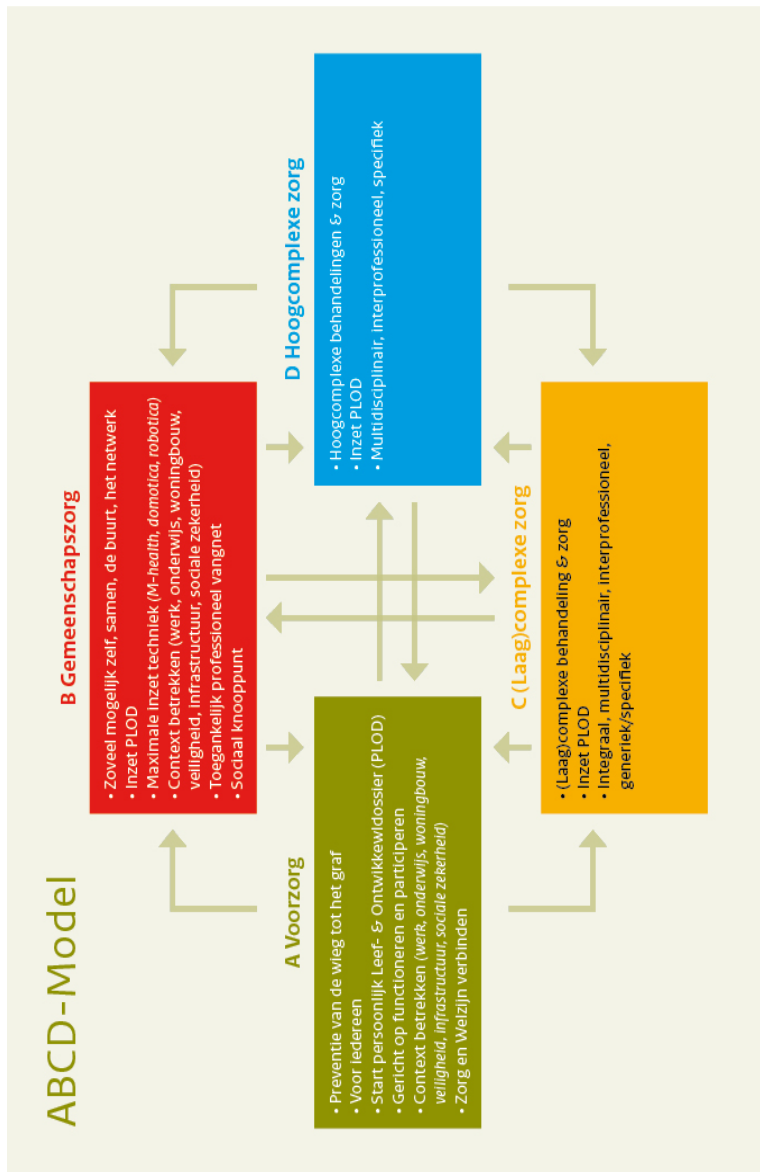 ABCD-Model
A Voorzorg
• Preventie van de wieg tot het graf
• Voor iedereen
• Start persoonlijk Leef- & Ontwikkewldossier (PLOD)
• Gericht op functioneren en participeren
• Context betrekken (werk, onderwijs, woningbouw,
veiligheid, infrastructuur, sociale zekerheid)
• Zorg en Welzijn verbinden
B Gemeenschapszorg
• Zoveel mogelijk zelf, samen, de buurt, het netwerk
• Inzet PLOD
• Maximale inzet techniek (M-health, domotica, robotica)
• Context betrekken (werk, onderwijs, woningbouw,
veiligheid, infrastructuur, sociale zekerheid)
• Toegankelijk professioneel vangnet
• Sociaal knooppunt
C (Laag)complexe zorg
• (Laag)complexe behandeling & zorg
• Inzet PLOD
• Integraal, multidisciplinair, interprofessioneel,
generiek/specifiek
D Hoogcomplexe zorg
• Hoogcomplexe behandelingen & zorg
• Inzet PLOD
• Multidisciplinair, interprofessioneel, specifiek